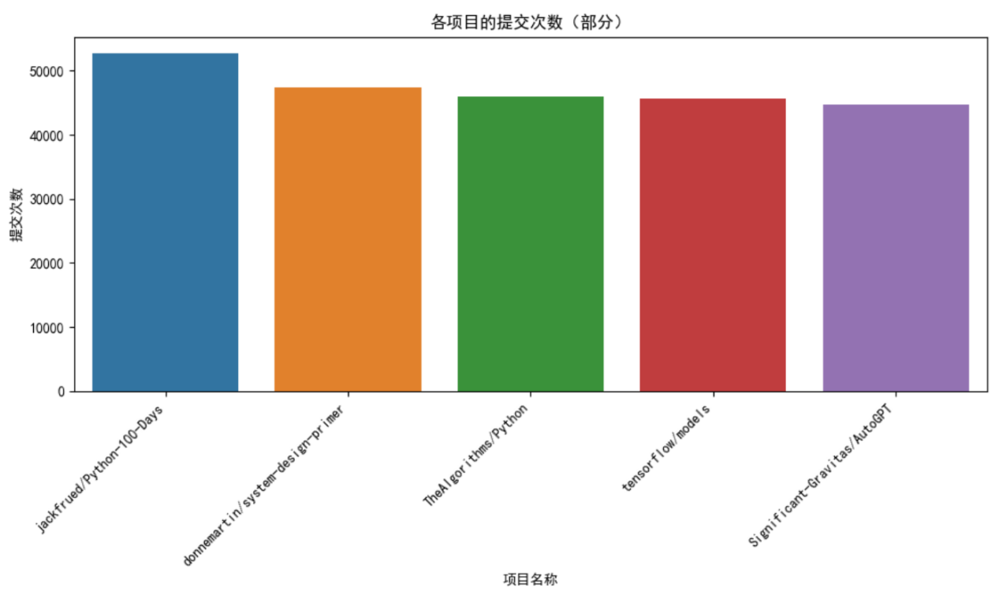 各项目的提交次数（部分）
提交次数
50000
40000
30000
20000
10000
0
jackfrued/Python-100-Days
donnemartin/system-design-primer
TheAlgorithms/Python
tensorflow/models
Significant-Gravitas/AutoGPT
项目名称